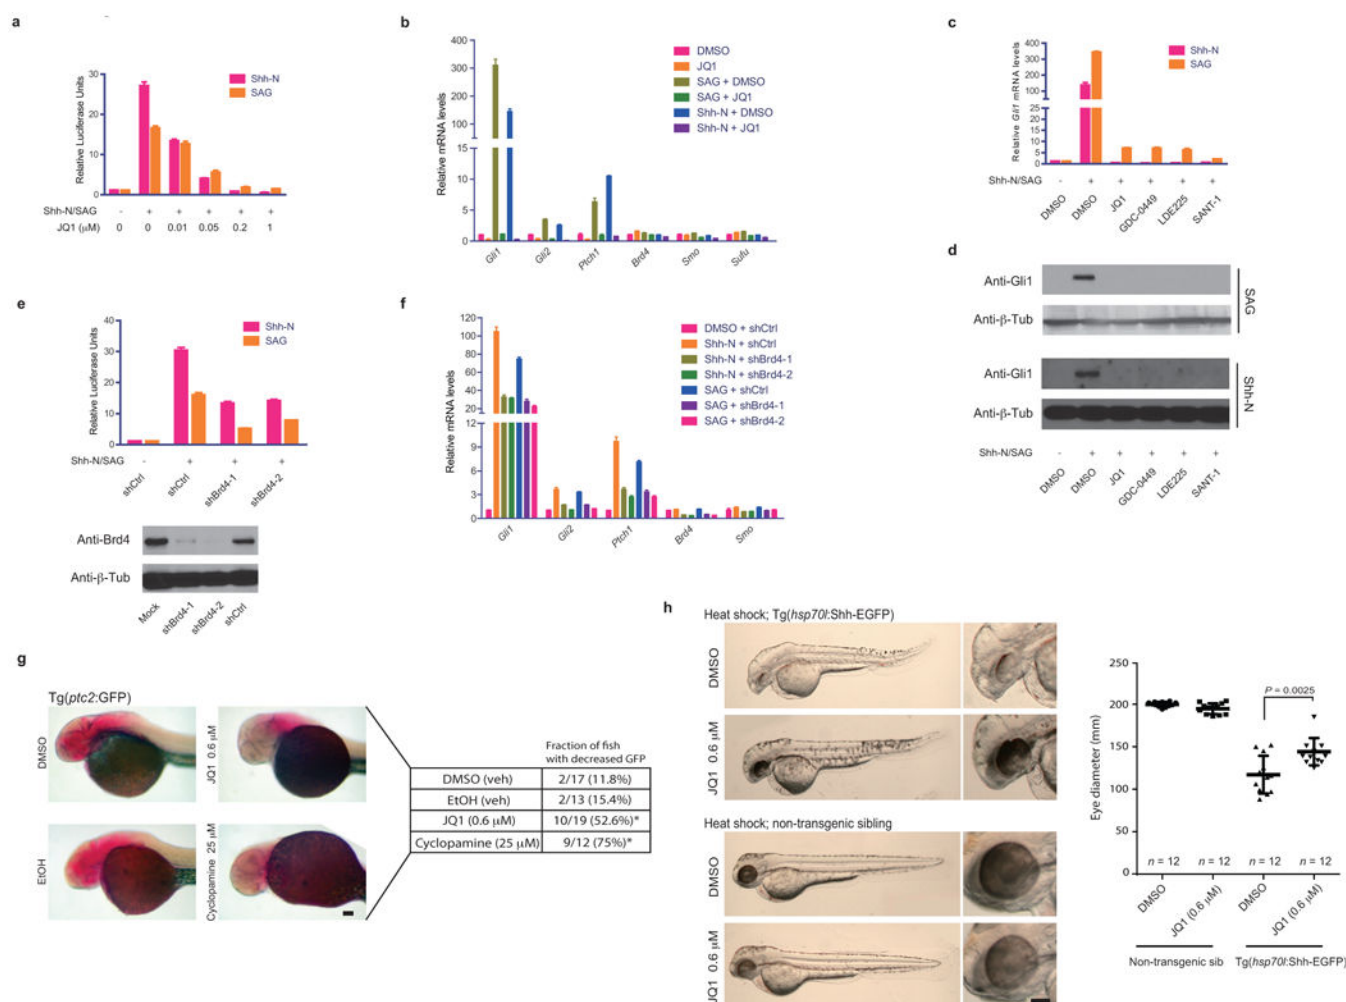 a
Relative Luciferase Units
30
20
10
0
Shh-N
SAG
Shh-N/SAG - + + + + +
JQ1 (μM) 0 0 0.01 0.05 0.2 1
b
Relative mRNA levels
400
300
200
100
15
10
5
0
DMSO
JQ1
SAG + DMSO
SAG + JQ1
Shh-N + DMSO
Shh-N + JQ1
Gli1 Gli2 Ptch1 Brd4 Smo Sufu
c
Relative Gli1 mRNA levels
400
300
200
100
25
20
15
10
5
0
Shh-N
SAG
Shh-N/SAG - + + + + +
DMSO DMSO JQ1 GDC-0449 LDE225 SANT-1
d
Anti-Gli1
Anti-β-Tub
SAG
Anti-Gli1
Anti-β-Tub
Shh-N
Shh-N/SAG - + + + + +
DMSO DMSO JQ1 GDC-0449 LDE225 SANT-1
e
Relative Luciferase Units
40
30
20
10
0
Shh-N
SAG
Shh-N/SAG - + + +
shCtrl shCtrl shBrd4-1 shBrd4-2
Anti-Brd4
Anti-β-Tub
Mock shBrd4-1 shBrd4-2 shCtrl
f
Relative mRNA levels
120
100
80
60
40
20
12
9
6
3
0
DMSO + shCtrl
Shh-N + shCtrl
Shh-N + shBrd4-1
Shh-N + shBrd4-2
SAG + shCtrl
SAG + shBrd4-1
SAG + shBrd4-2
Gli1 Gli2 Ptch1 Brd4 Smo
g
Tg(ptc2:GFP)
DMSO
JQ1 0.6 μM
EtOH
Cyclopamine 25 μM
Fraction of fish
with decreased GFP
DMSO (veh) 2/17 (11.8%)
EtOH (veh) 2/13 (15.4%)
JQ1 (0.6 μM) 10/19 (52.6%)*
Cyclopamine (25 μM) 9/12 (75%)*
h
Heat shock; Tg(hsp70l:Shh-EGFP)
DMSO
JQ1 0.6 μM
Heat shock; non-transgenic sibling
DMSO
JQ1 0.6 μM
Eye diameter (mm)
250
200
150
100
50
0
P = 0.0025
n = 12 n = 12 n = 12 n = 12
DMSO JQ1 (0.6 μM) DMSO JQ1 (0.6 μM)
Non-transgenic sib Tg(hsp70l:Shh-EGFP)